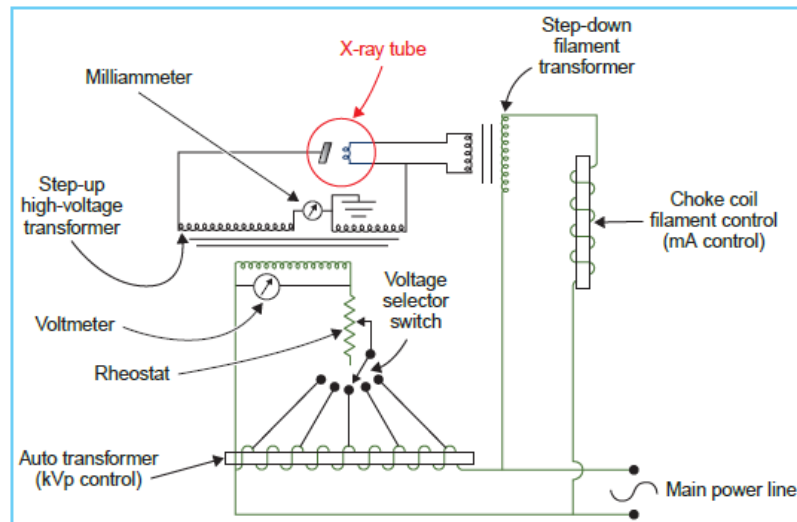 Step-down
filament
transformer
X-ray tube
Milliammeter
Step-up
high-voltage
transformer
Choke coil
filament control
(mA control)
Voltage
selector
switch
Voltmeter
Rheostat
Auto transformer
(kVp control)
Main power line